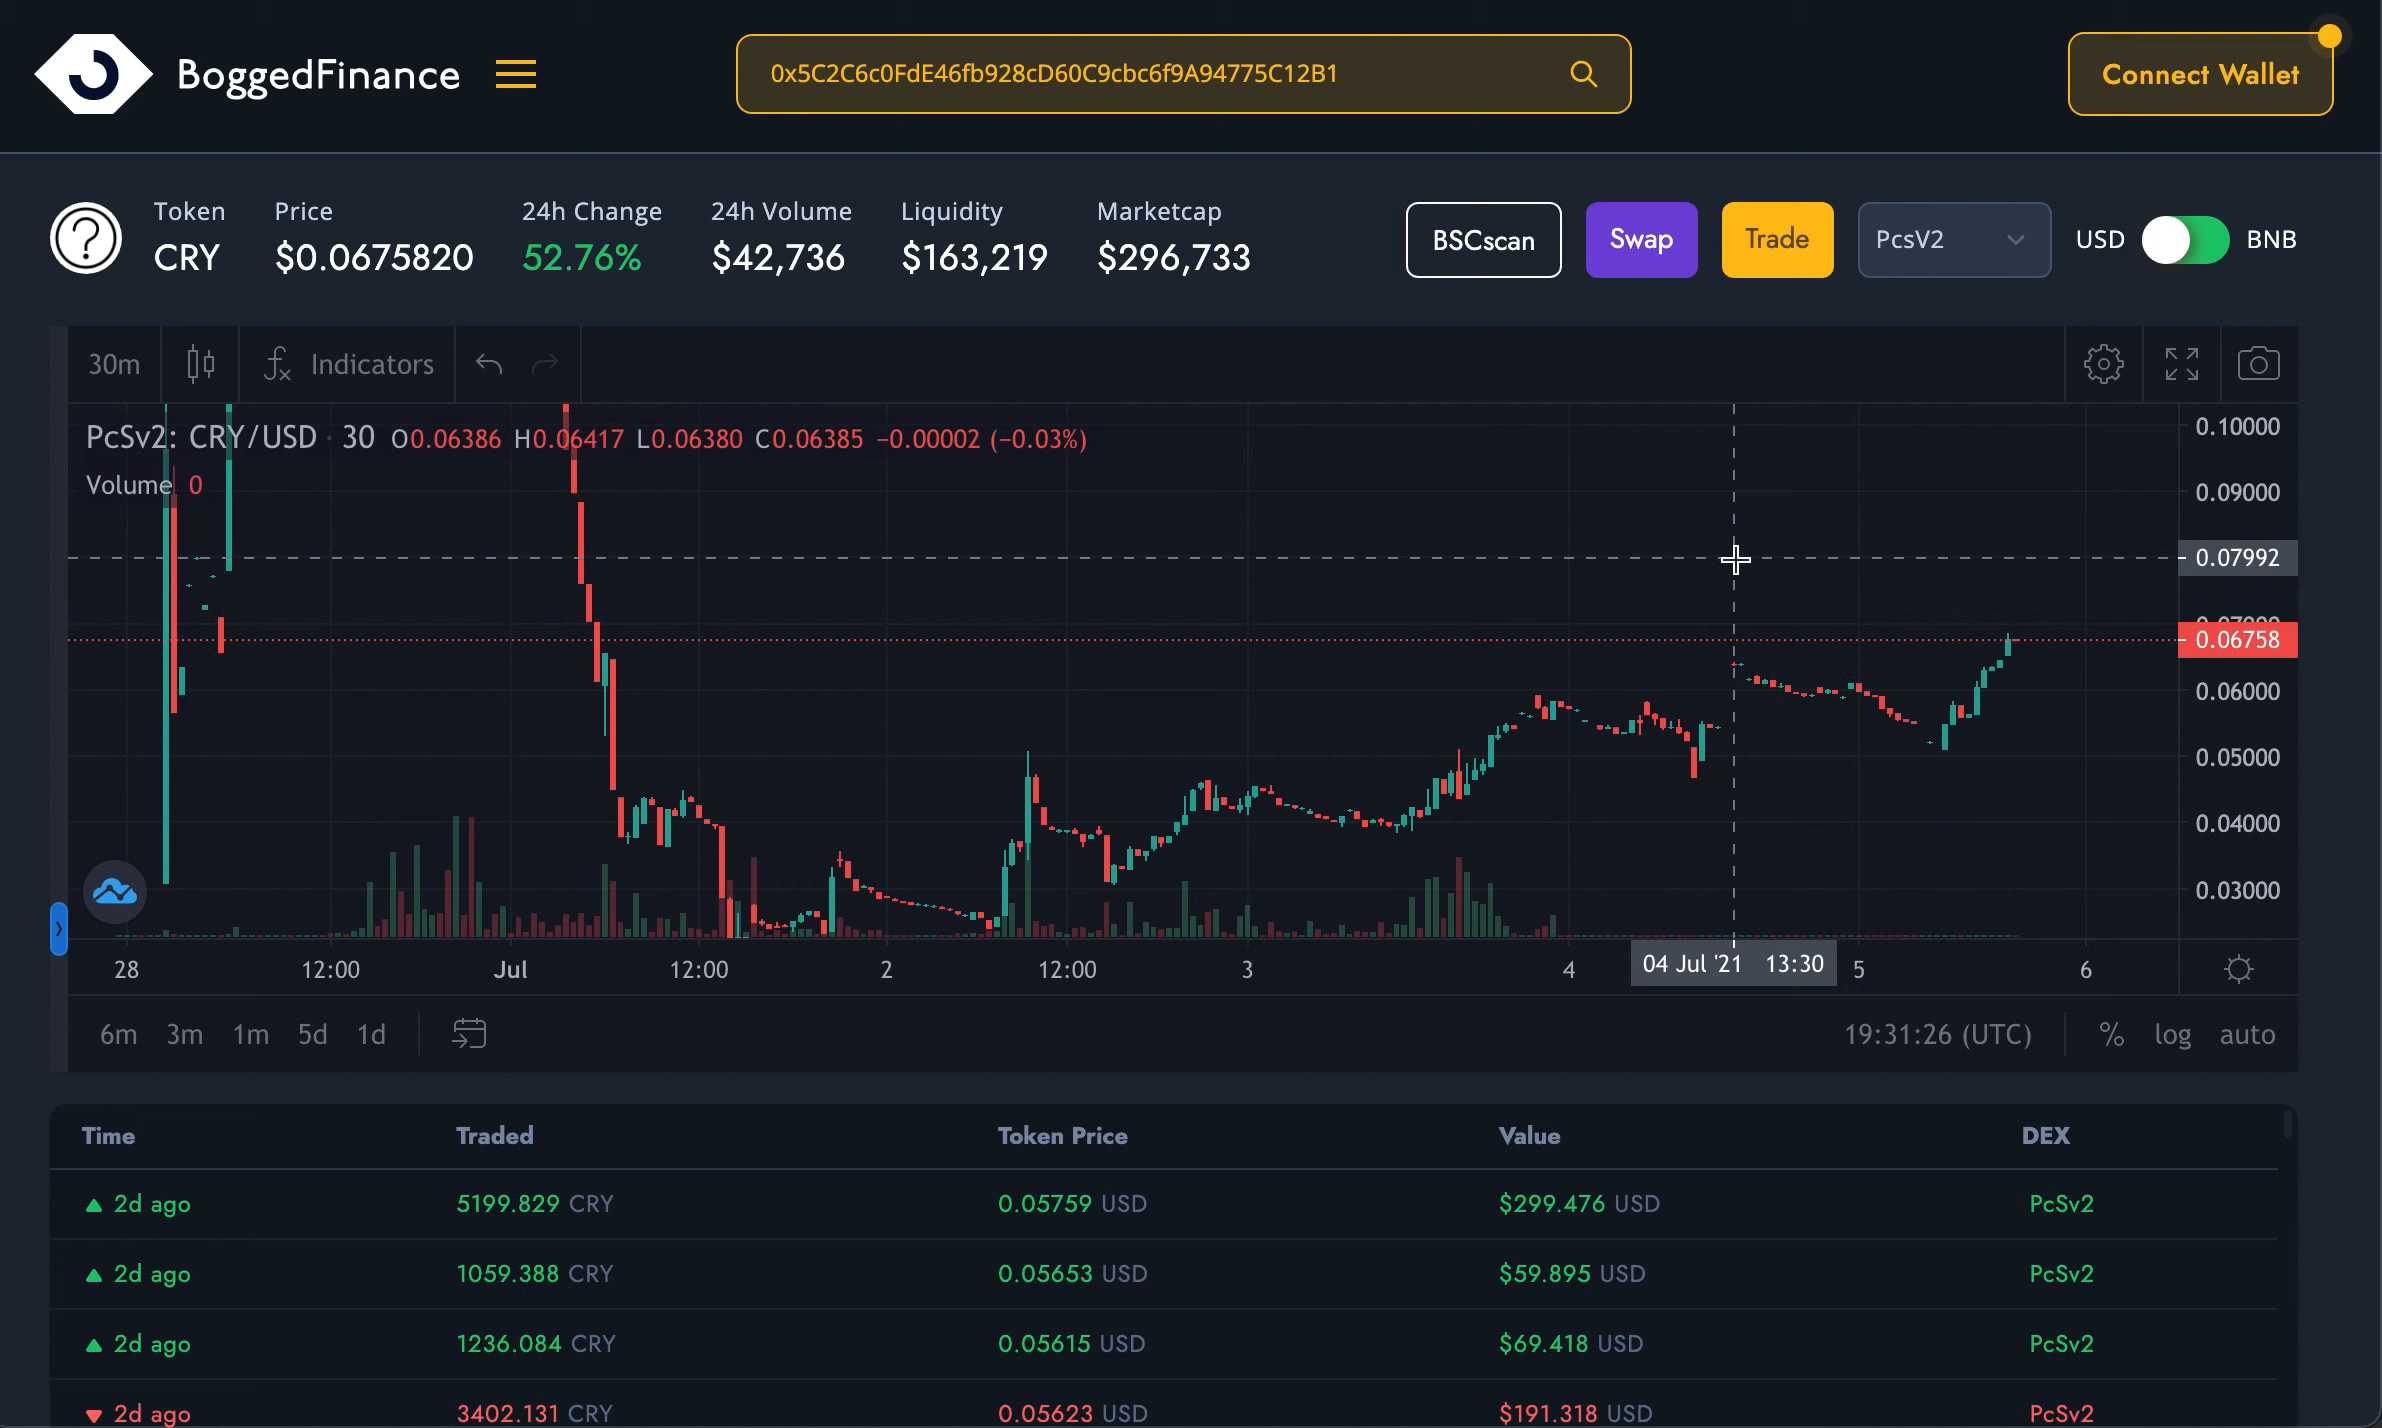 BoggedFinance
0x5C2C6c0FdE46fb928cD60C9cbc6f9A94775C12B1
Connect Wallet
Token Price 24h Change 24h Volume Liquidity Marketcap
CRY $0.0675820 52.76% $42,736 $163,219 $296,733
BSCscan Swap Trade PcsV2 USD BNB
30m Indicators
PcSv2: CRY/USD · 30 O0.06386 H0.06417 L0.06380 C0.06385 −0.00002 (−0.03%)
Volume 0
0.10000
0.09000
0.07992
0.06758
0.06000
0.05000
0.04000
0.03000
28 12:00 Jul 12:00 2 12:00 3 4 04 Jul '21 13:30 5 6
6m 3m 1m 5d 1d 19:31:26 (UTC) % log auto
Time Traded Token Price Value DEX
2d ago 5199.829 CRY 0.05759 USD $299.476 USD PcSv2
2d ago 1059.388 CRY 0.05653 USD $59.895 USD PcSv2
2d ago 1236.084 CRY 0.05615 USD $69.418 USD PcSv2
2d ago 3402.131 CRY 0.05623 USD $191.318 USD PcSv2